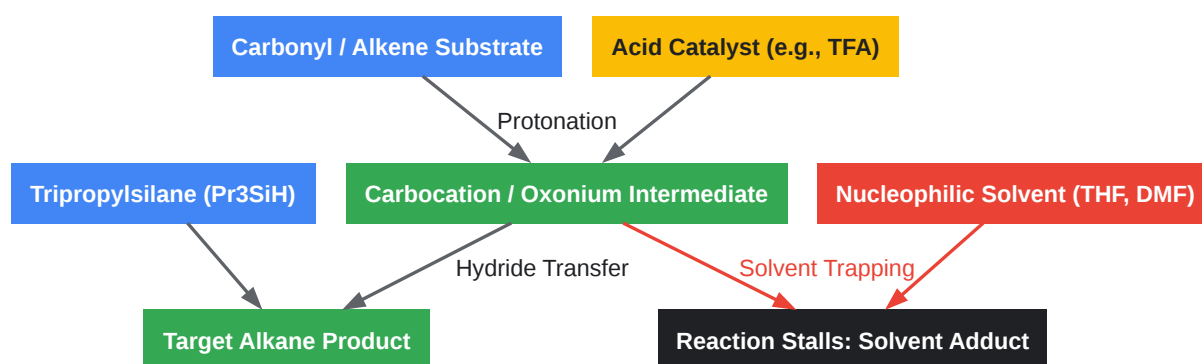 Carbonyl / Alkene Substrate
Acid Catalyst (e.g., TFA)
Protonation
Tripropylsilane (Pr3SiH)
Carbocation / Oxonium Intermediate
Nucleophilic Solvent (THF, DMF)
Hydride Transfer
Solvent Trapping
Target Alkane Product
Reaction Stalls: Solvent Adduct